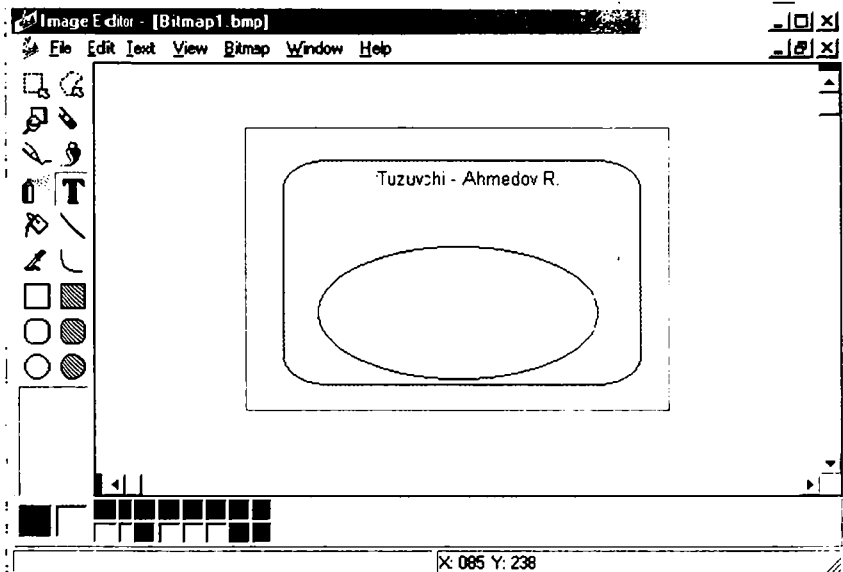 Image Editor - [Bitmap1.bmp]
File Edit Text View Bitmap Window Help
T
Tuzuvchi - Ahmedov R.
X: 085 Y: 238